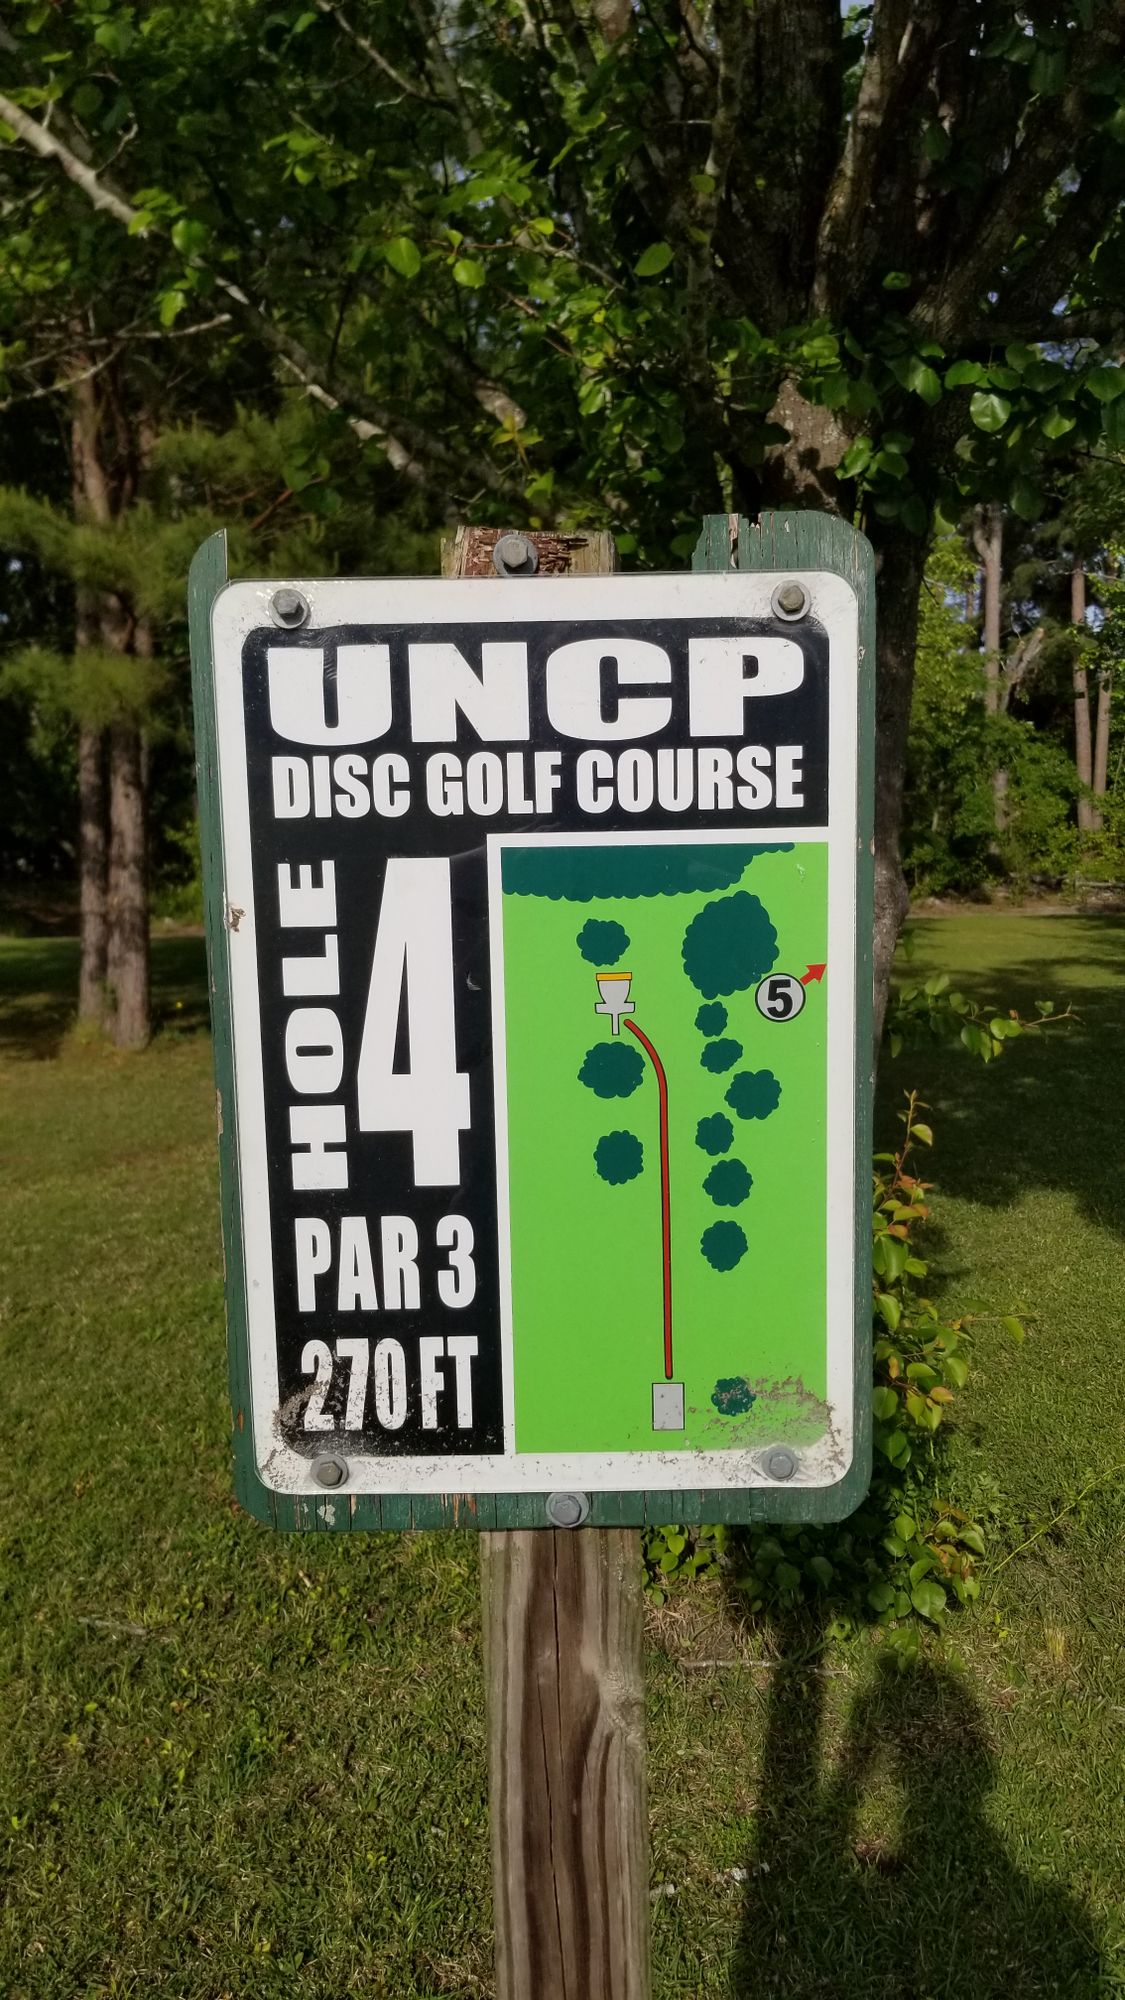 UNCP
DISC GOLF COURSE
HOLE
4
PAR 3
270 FT
5